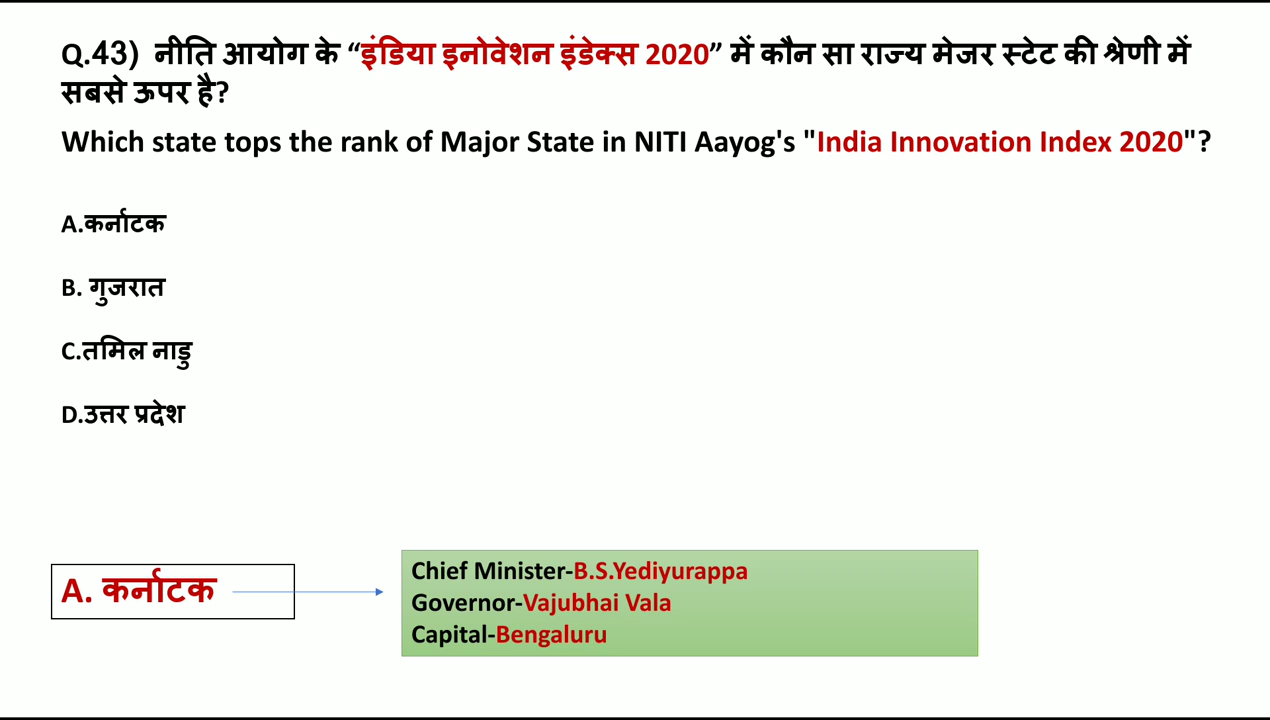 Q.43) नीति आयोग के “इंडिया इनोवेशन इंडेक्स 2020” में कौन सा राज्य मेजर स्टेट की श्रेणी में
सबसे ऊपर है?
Which state tops the rank of Major State in NITI Aayog's "India Innovation Index 2020"?
A.कर्नाटक
B. गुजरात
C.तमिल नाडु
D.उत्तर प्रदेश
A. कर्नाटक
Chief Minister-B.S.Yediyurappa
Governor-Vajubhai Vala
Capital-Bengaluru